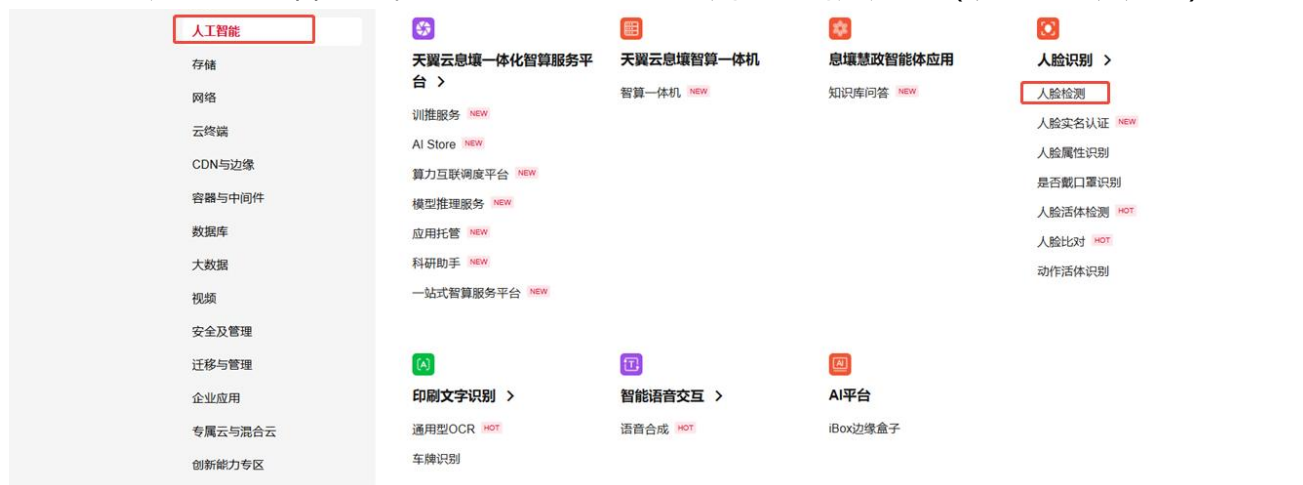 人工智能
存储
网络
云终端
CDN与边缘
容器与中间件
数据库
大数据
视频
安全及管理
迁移与管理
企业应用
专属云与混合云
创新能力专区
天翼云息壤一体化智算服务平
台 >
训推服务 NEW
AI Store NEW
算力互联调度平台 NEW
模型推理服务 NEW
应用托管 NEW
科研助手 NEW
一站式智算服务平台 NEW
天翼云息壤智算一体机
智算一体机 NEW
息壤慧政智能体应用
知识库问答 NEW
人脸识别 >
人脸检测
人脸实名认证 NEW
人脸属性识别
是否戴口罩识别
人脸活体检测 HOT
人脸比对 HOT
动作活体识别
印刷文字识别 >
通用型OCR HOT
车牌识别
智能语音交互 >
语音合成 HOT
AI平台
iBox边缘盒子